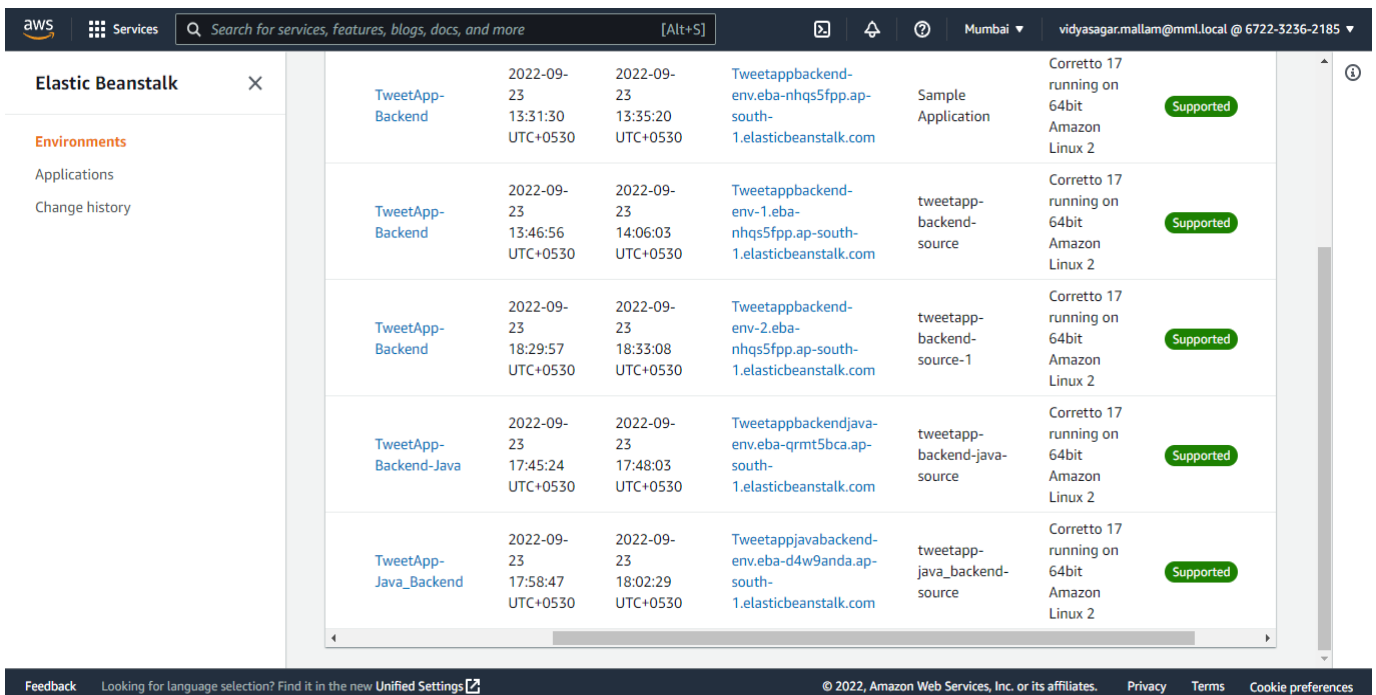 aws
Services
Search for services, features, blogs, docs, and more
[Alt+S]
Mumbai ▼
vidyasagar.mallam@mml.local @ 6722-3236-2185 ▼
Elastic Beanstalk
Environments
Applications
Change history
TweetApp-
Backend
2022-09-
23
13:31:30
UTC+0530
2022-09-
23
13:35:20
UTC+0530
Tweetappbackend-
env.eba-nhqs5fpp.ap-
south-
1.elasticbeanstalk.com
Sample
Application
Corretto 17
running on
64bit
Amazon
Linux 2
Supported
TweetApp-
Backend
2022-09-
23
13:46:56
UTC+0530
2022-09-
23
14:06:03
UTC+0530
Tweetappbackend-
env-1.eba-
nhqs5fpp.ap-south-
1.elasticbeanstalk.com
tweetapp-
backend-
source
Corretto 17
running on
64bit
Amazon
Linux 2
Supported
TweetApp-
Backend
2022-09-
23
18:29:57
UTC+0530
2022-09-
23
18:33:08
UTC+0530
Tweetappbackend-
env-2.eba-
nhqs5fpp.ap-south-
1.elasticbeanstalk.com
tweetapp-
backend-
source-1
Corretto 17
running on
64bit
Amazon
Linux 2
Supported
TweetApp-
Backend-Java
2022-09-
23
17:45:24
UTC+0530
2022-09-
23
17:48:03
UTC+0530
Tweetappbackendjava-
env.eba-qrmt5bca.ap-
south-
1.elasticbeanstalk.com
tweetapp-
backend-java-
source
Corretto 17
running on
64bit
Amazon
Linux 2
Supported
TweetApp-
Java_Backend
2022-09-
23
17:58:47
UTC+0530
2022-09-
23
18:02:29
UTC+0530
Tweetappjavabackend-
env.eba-d4w9anda.ap-
south-
1.elasticbeanstalk.com
tweetapp-
java_backend-
source
Corretto 17
running on
64bit
Amazon
Linux 2
Supported
Feedback
Looking for language selection? Find it in the new Unified Settings
© 2022, Amazon Web Services, Inc. or its affiliates.
Privacy
Terms
Cookie preferences